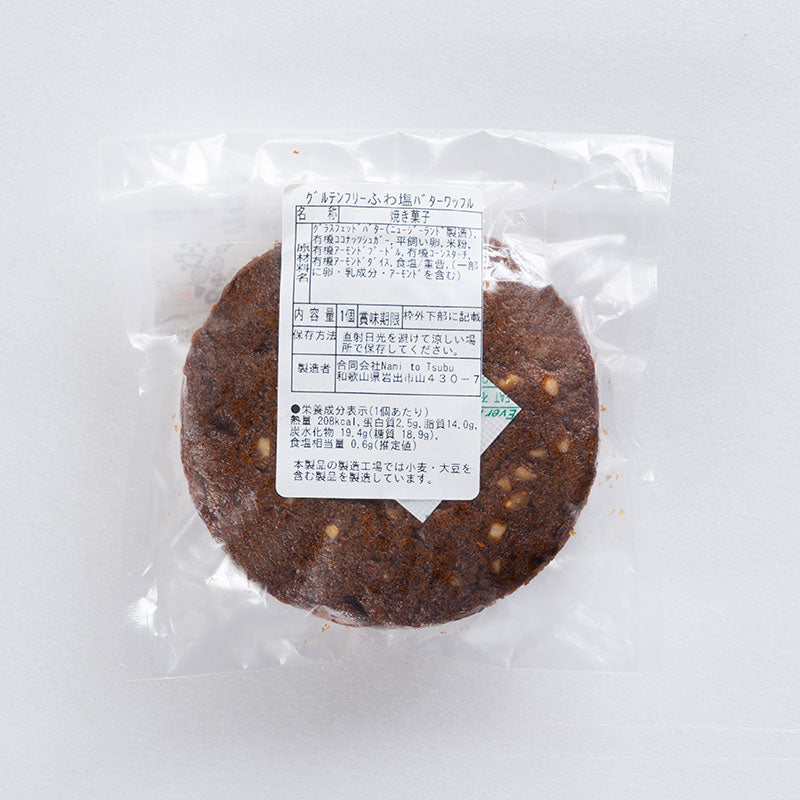 グルテンフリーふわ塩バターワッフル
名 称 焼き菓子
原材料名 グラスフェッドバター(ニュージーランド製造)、
有機ココナッツシュガー、平飼い卵、米粉、
有機アーモンドプードル、有機コーンスターチ、
有機アーモンドダイス、食塩/重曹、(一部
に卵・乳成分・アーモンドを含む)
内容量 1個 賞味期限 枠外下部に記載
保存方法 直射日光を避けて涼しい場
所で保存してください。
製造者 合同会社Nami to Tsubu
和歌山県岩出市山430-7
●栄養成分表示(1個あたり)
熱量 208kcal、蛋白質2.5g、脂質14.0g、
炭水化物 19.4g(糖質 18.9g)、
食塩相当量 0.6g(推定値)
本製品の製造工場では小麦・大豆を
含む製品を製造しています。
EAT
Ever